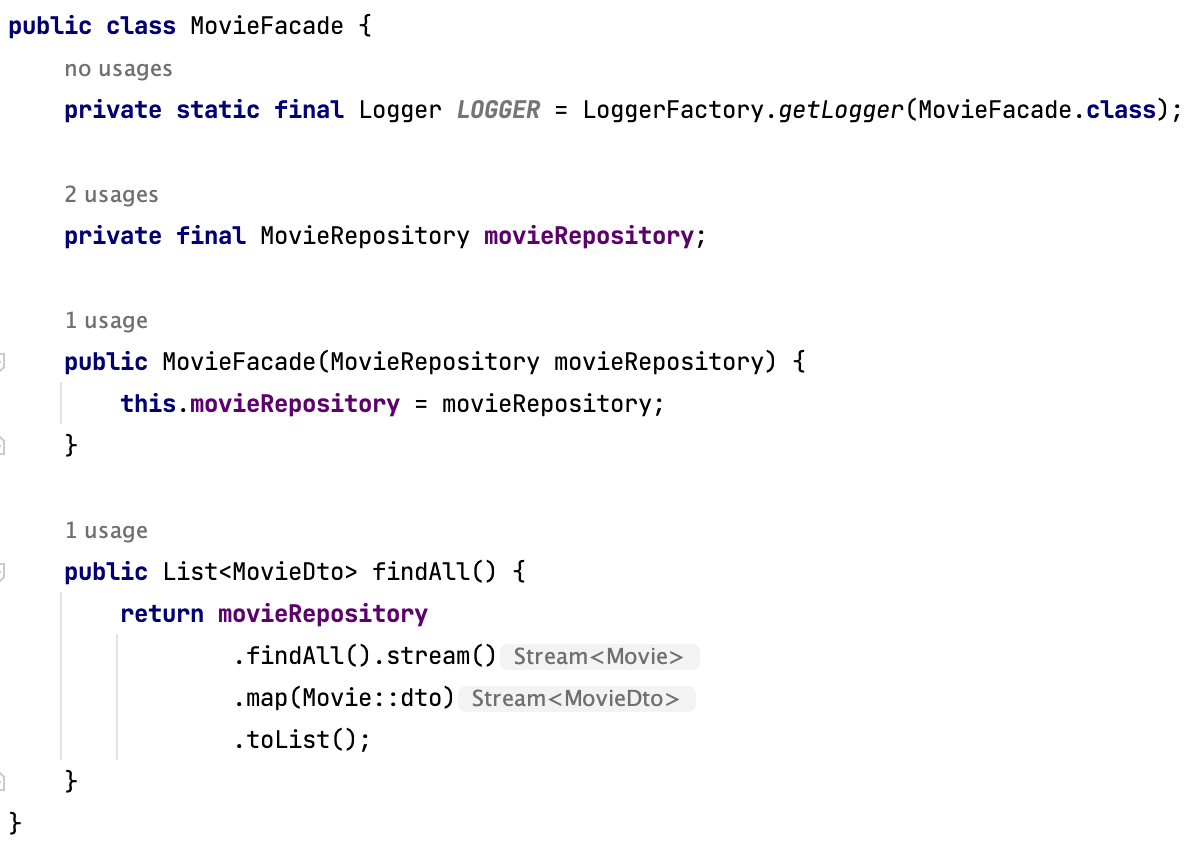 public class MovieFacade {
no usages
private static final Logger LOGGER = LoggerFactory.getLogger(MovieFacade.class);
2 usages
private final MovieRepository movieRepository;
1 usage
public MovieFacade(MovieRepository movieRepository) {
this.movieRepository = movieRepository;
}
1 usage
public List<MovieDto> findAll() {
return movieRepository
.findAll().stream() Stream<Movie>
.map(Movie::dto) Stream<MovieDto>
.toList();
}
}